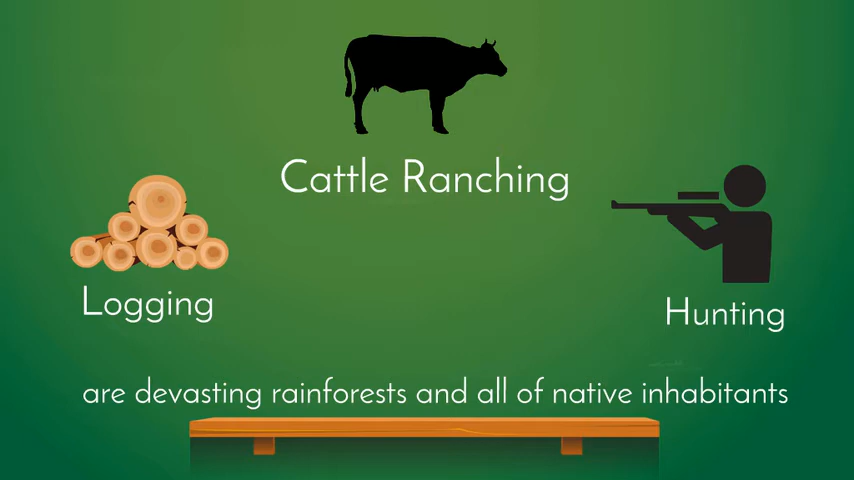 Cattle Ranching
Logging
Hunting
are devasting rainforests and all of native inhabitants